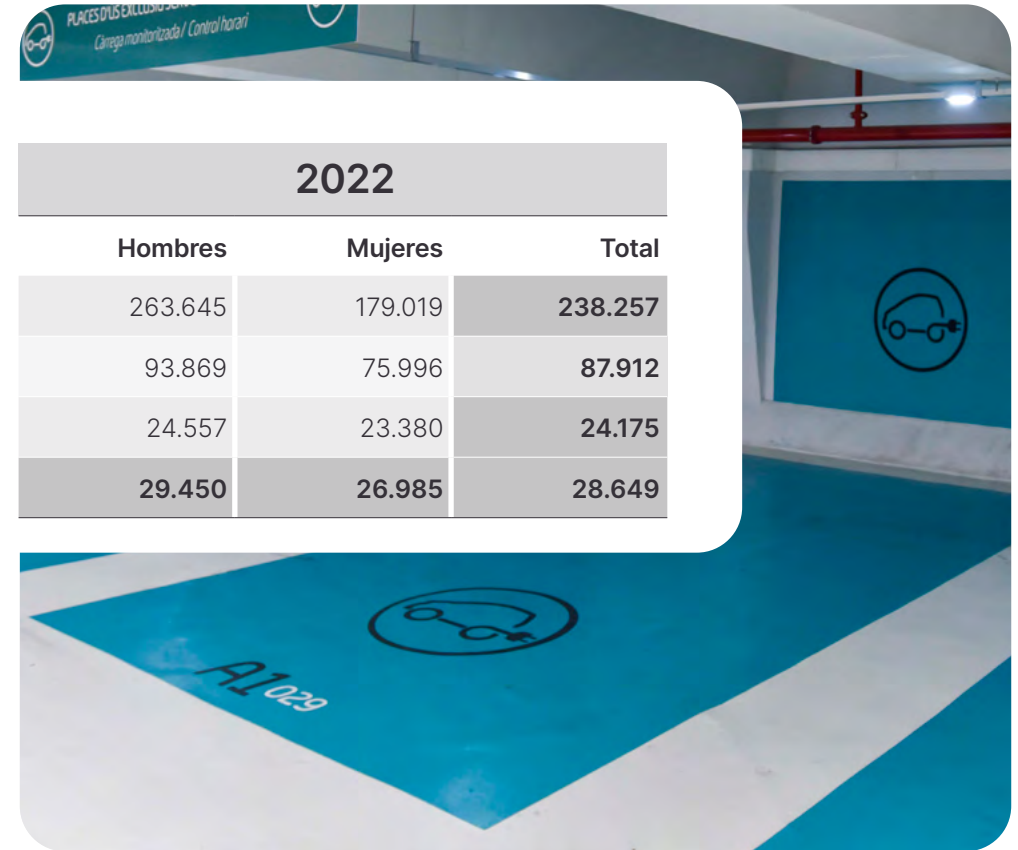 PLACES D'ÚS EXCLUSIU
Càrrega monitoritzada / Control horari
2022
Hombres Mujeres Total
263.645 179.019 238.257
93.869 75.996 87.912
24.557 23.380 24.175
29.450 26.985 28.649
A1 029